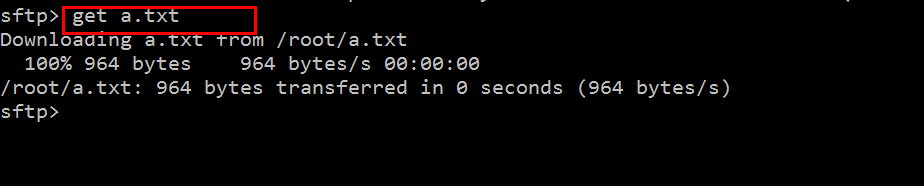 sftp> get a.txt
Downloading a.txt from /root/a.txt
  100% 964 bytes    964 bytes/s 00:00:00
/root/a.txt: 964 bytes transferred in 0 seconds (964 bytes/s)
sftp>